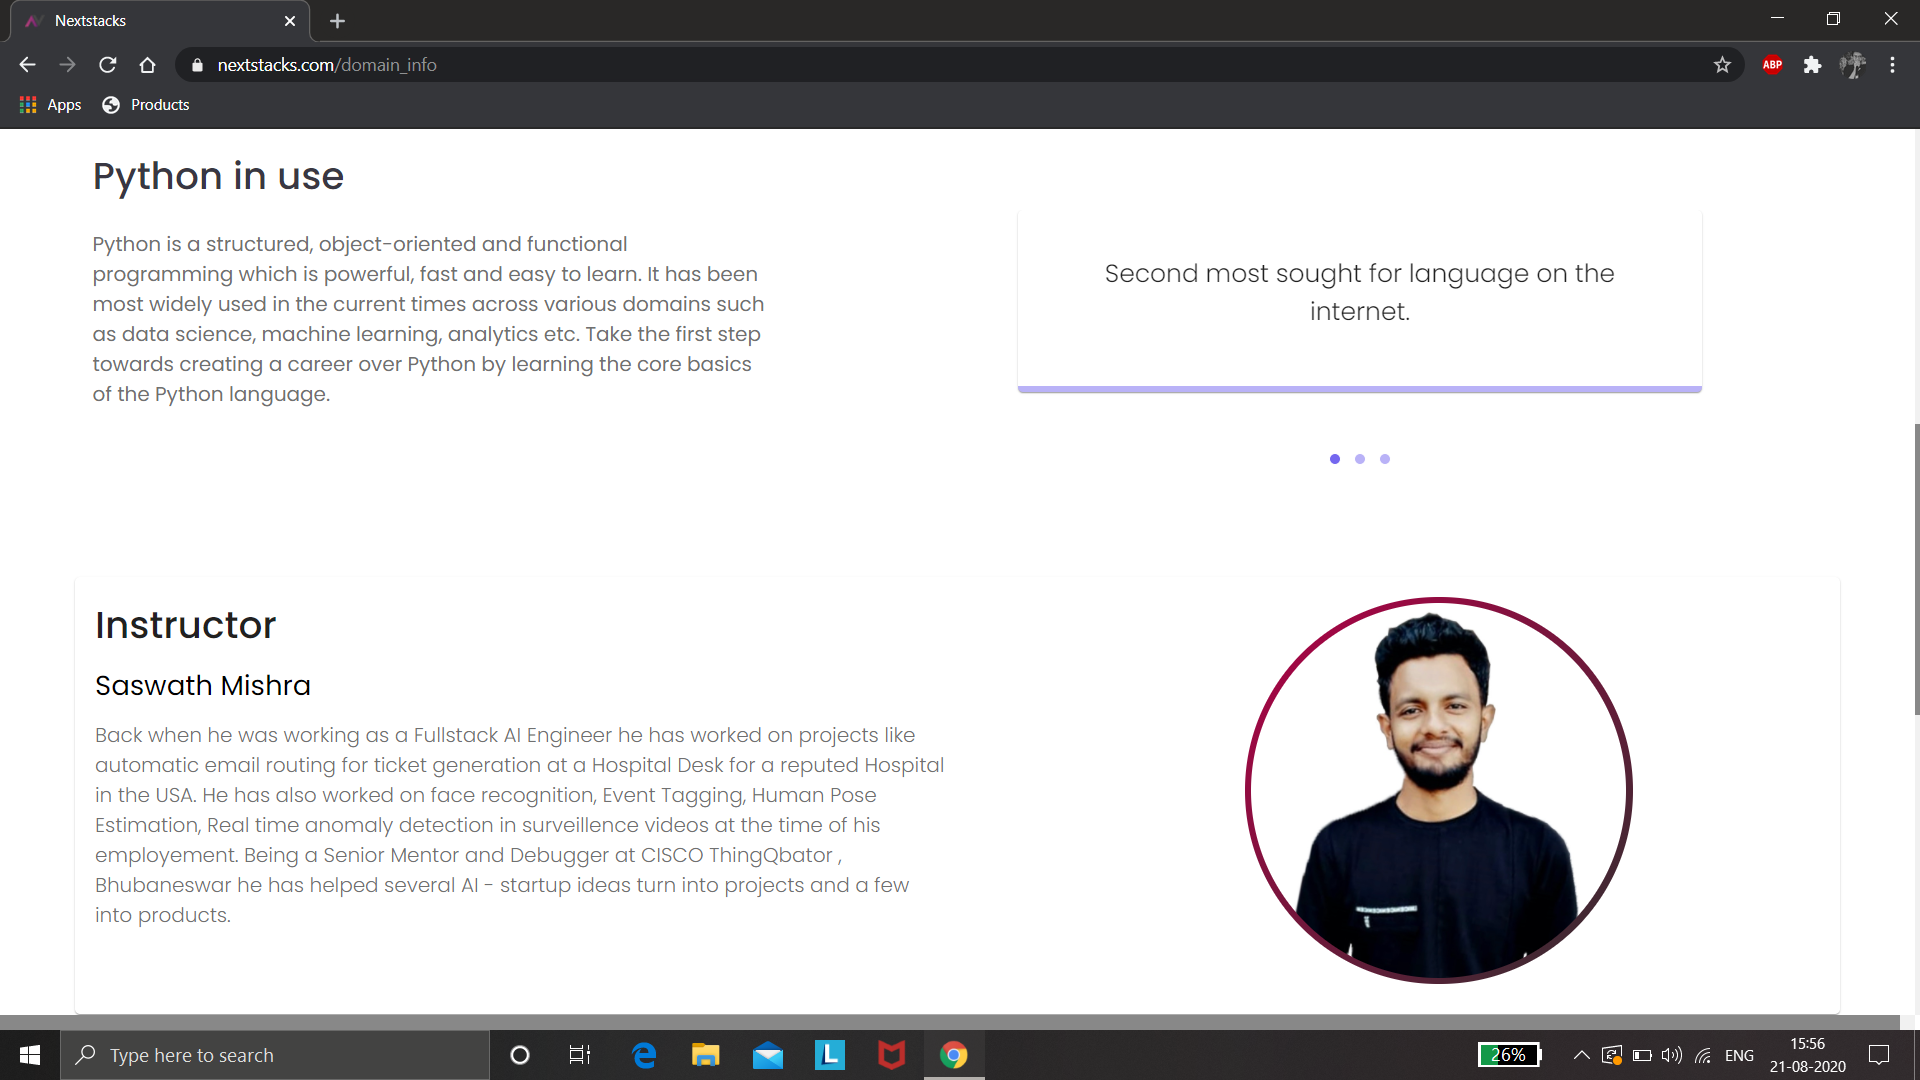 Nextstacks
nextstacks.com/domain_info
ABP
Apps
Products
Python in use
Python is a structured, object-oriented and functional
programming which is powerful, fast and easy to learn. It has been
most widely used in the current times across various domains such
as data science, machine learning, analytics etc. Take the first step
towards creating a career over Python by learning the core basics
of the Python language.
Second most sought for language on the
internet.
Instructor
Saswath Mishra
Back when he was working as a Fullstack AI Engineer he has worked on projects like
automatic email routing for ticket generation at a Hospital Desk for a reputed Hospital
in the USA. He has also worked on face recognition, Event Tagging, Human Pose
Estimation, Real time anomaly detection in surveillence videos at the time of his
employement. Being a Senior Mentor and Debugger at CISCO ThingQbator ,
Bhubaneswar he has helped several AI - startup ideas turn into projects and a few
into products.
Type here to search
L
26%
ENG
15:56
21-08-2020